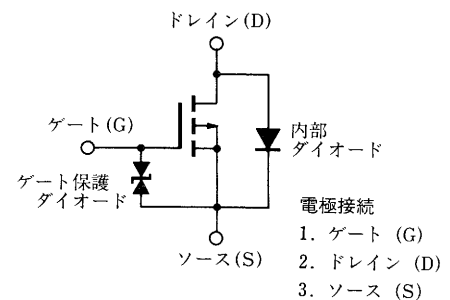 ドレイン(D)
ゲート(G)
内部
ダイオード
ゲート保護
ダイオード
ソース(S)
電極接続
1. ゲート (G)
2. ドレイン (D)
3. ソース (S)